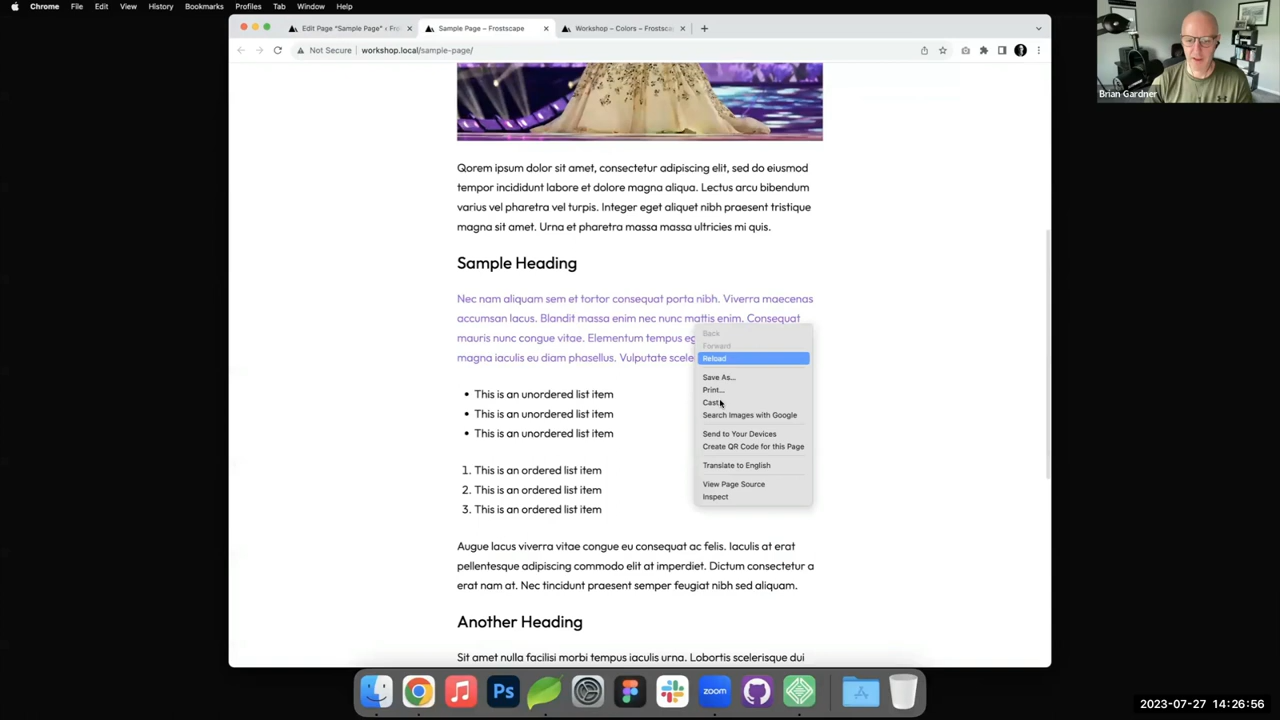 Chrome File Edit View History Bookmarks Profiles Tab Window Help
Edit Page "Sample Page" ‹ Fro
Sample Page – Frostscape
Workshop – Colors – Frostsca
Not Secure
workshop.local/sample-page/
Brian Gardner
Qorem ipsum dolor sit amet, consectetur adipiscing elit, sed do eiusmod
tempor incididunt labore et dolore magna aliqua. Lectus arcu bibendum
varius vel pharetra vel turpis. Integer eget aliquet nibh praesent tristique
magna sit amet. Urna et pharetra massa massa ultricies mi quis.
Sample Heading
Nec nam aliquam sem et tortor consequat porta nibh. Viverra maecenas
accumsan lacus. Blandit massa enim nec nunc mattis enim. Consequat
mauris nunc congue vitae. Elementum tempus eg
magna iaculis eu diam phasellus. Vulputate scele
Back
Forward
Reload
Save As...
Print...
Cast
Search Images with Google
Send to Your Devices
Create QR Code for this Page
Translate to English
View Page Source
Inspect
• This is an unordered list item
• This is an unordered list item
• This is an unordered list item
1. This is an ordered list item
2. This is an ordered list item
3. This is an ordered list item
Augue lacus viverra vitae congue eu consequat ac felis. Iaculis at erat
pellentesque adipiscing commodo elit at imperdiet. Dictum consectetur a
erat nam at. Nec tincidunt praesent semper feugiat nibh sed aliquam.
Another Heading
Sit amet nulla facilisi morbi tempus iaculis urna. Lobortis scelerisque dui
Ps
zoom
2023-07-27 14:26:56